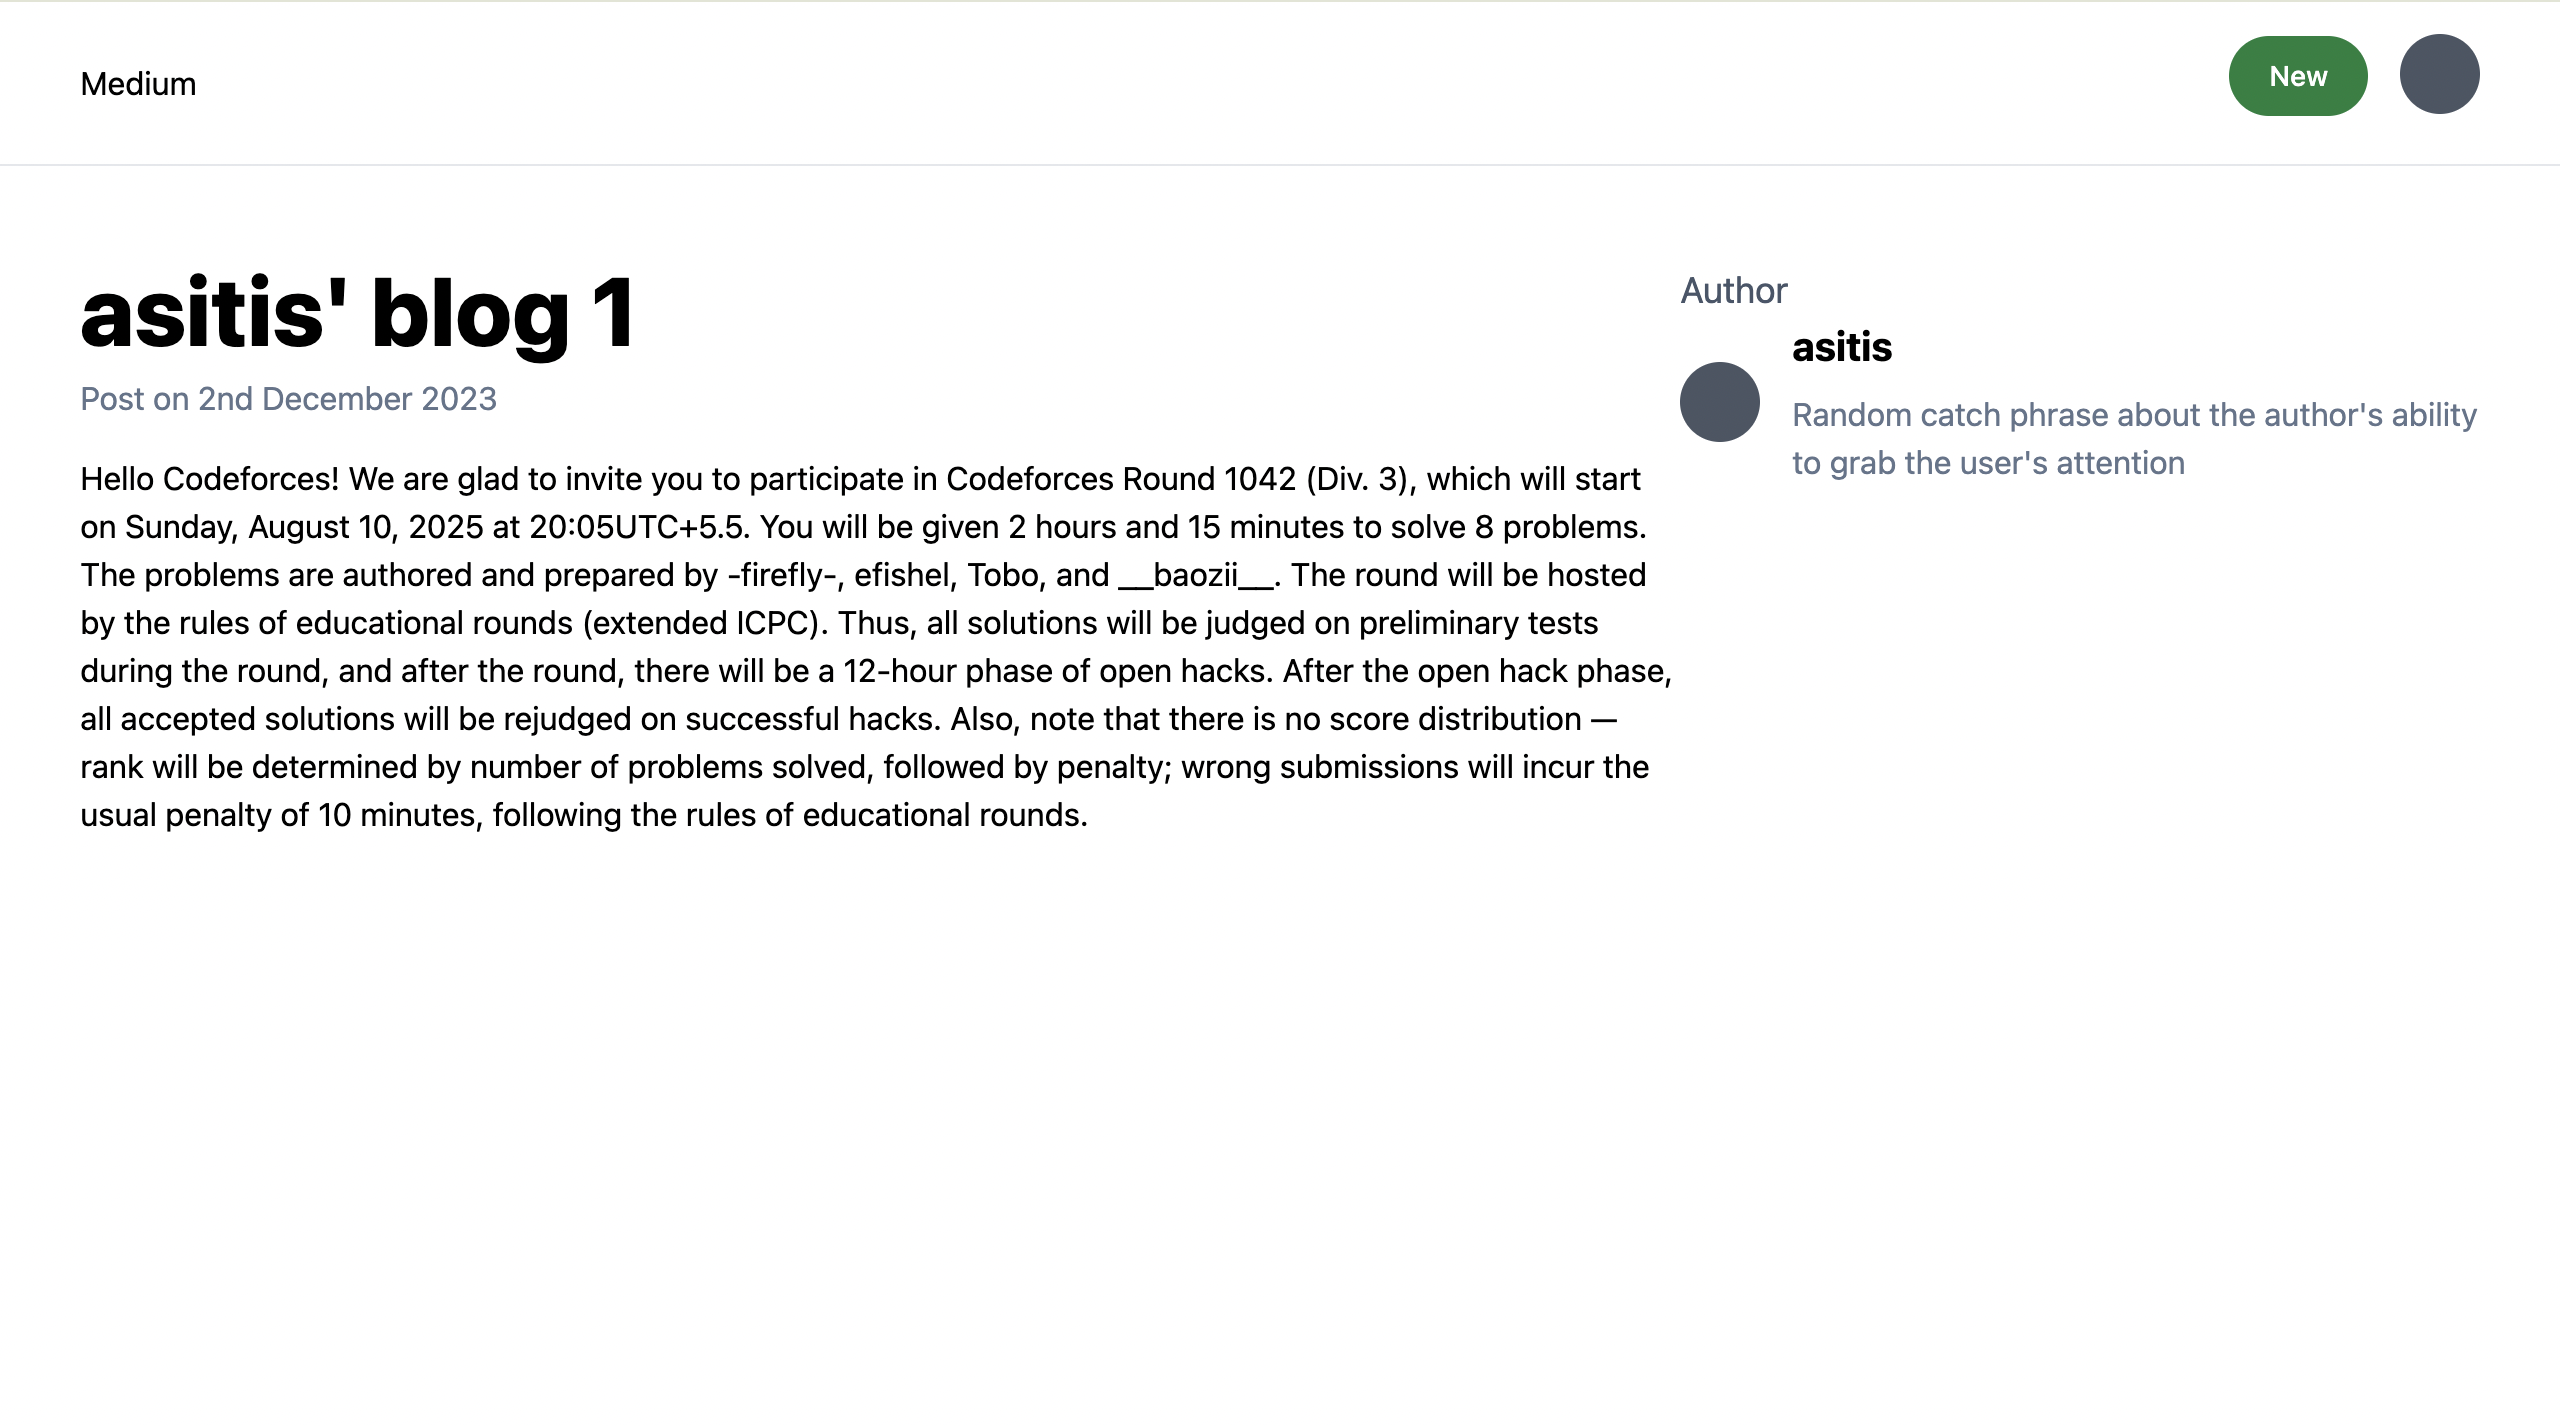 Medium
New
asitis' blog 1
Post on 2nd December 2023
Hello Codeforces! We are glad to invite you to participate in Codeforces Round 1042 (Div. 3), which will start
on Sunday, August 10, 2025 at 20:05UTC+5.5. You will be given 2 hours and 15 minutes to solve 8 problems.
The problems are authored and prepared by -firefly-, efishel, Tobo, and __baozii__. The round will be hosted
by the rules of educational rounds (extended ICPC). Thus, all solutions will be judged on preliminary tests
during the round, and after the round, there will be a 12-hour phase of open hacks. After the open hack phase,
all accepted solutions will be rejudged on successful hacks. Also, note that there is no score distribution —
rank will be determined by number of problems solved, followed by penalty; wrong submissions will incur the
usual penalty of 10 minutes, following the rules of educational rounds.
Author
asitis
Random catch phrase about the author's ability
to grab the user's attention